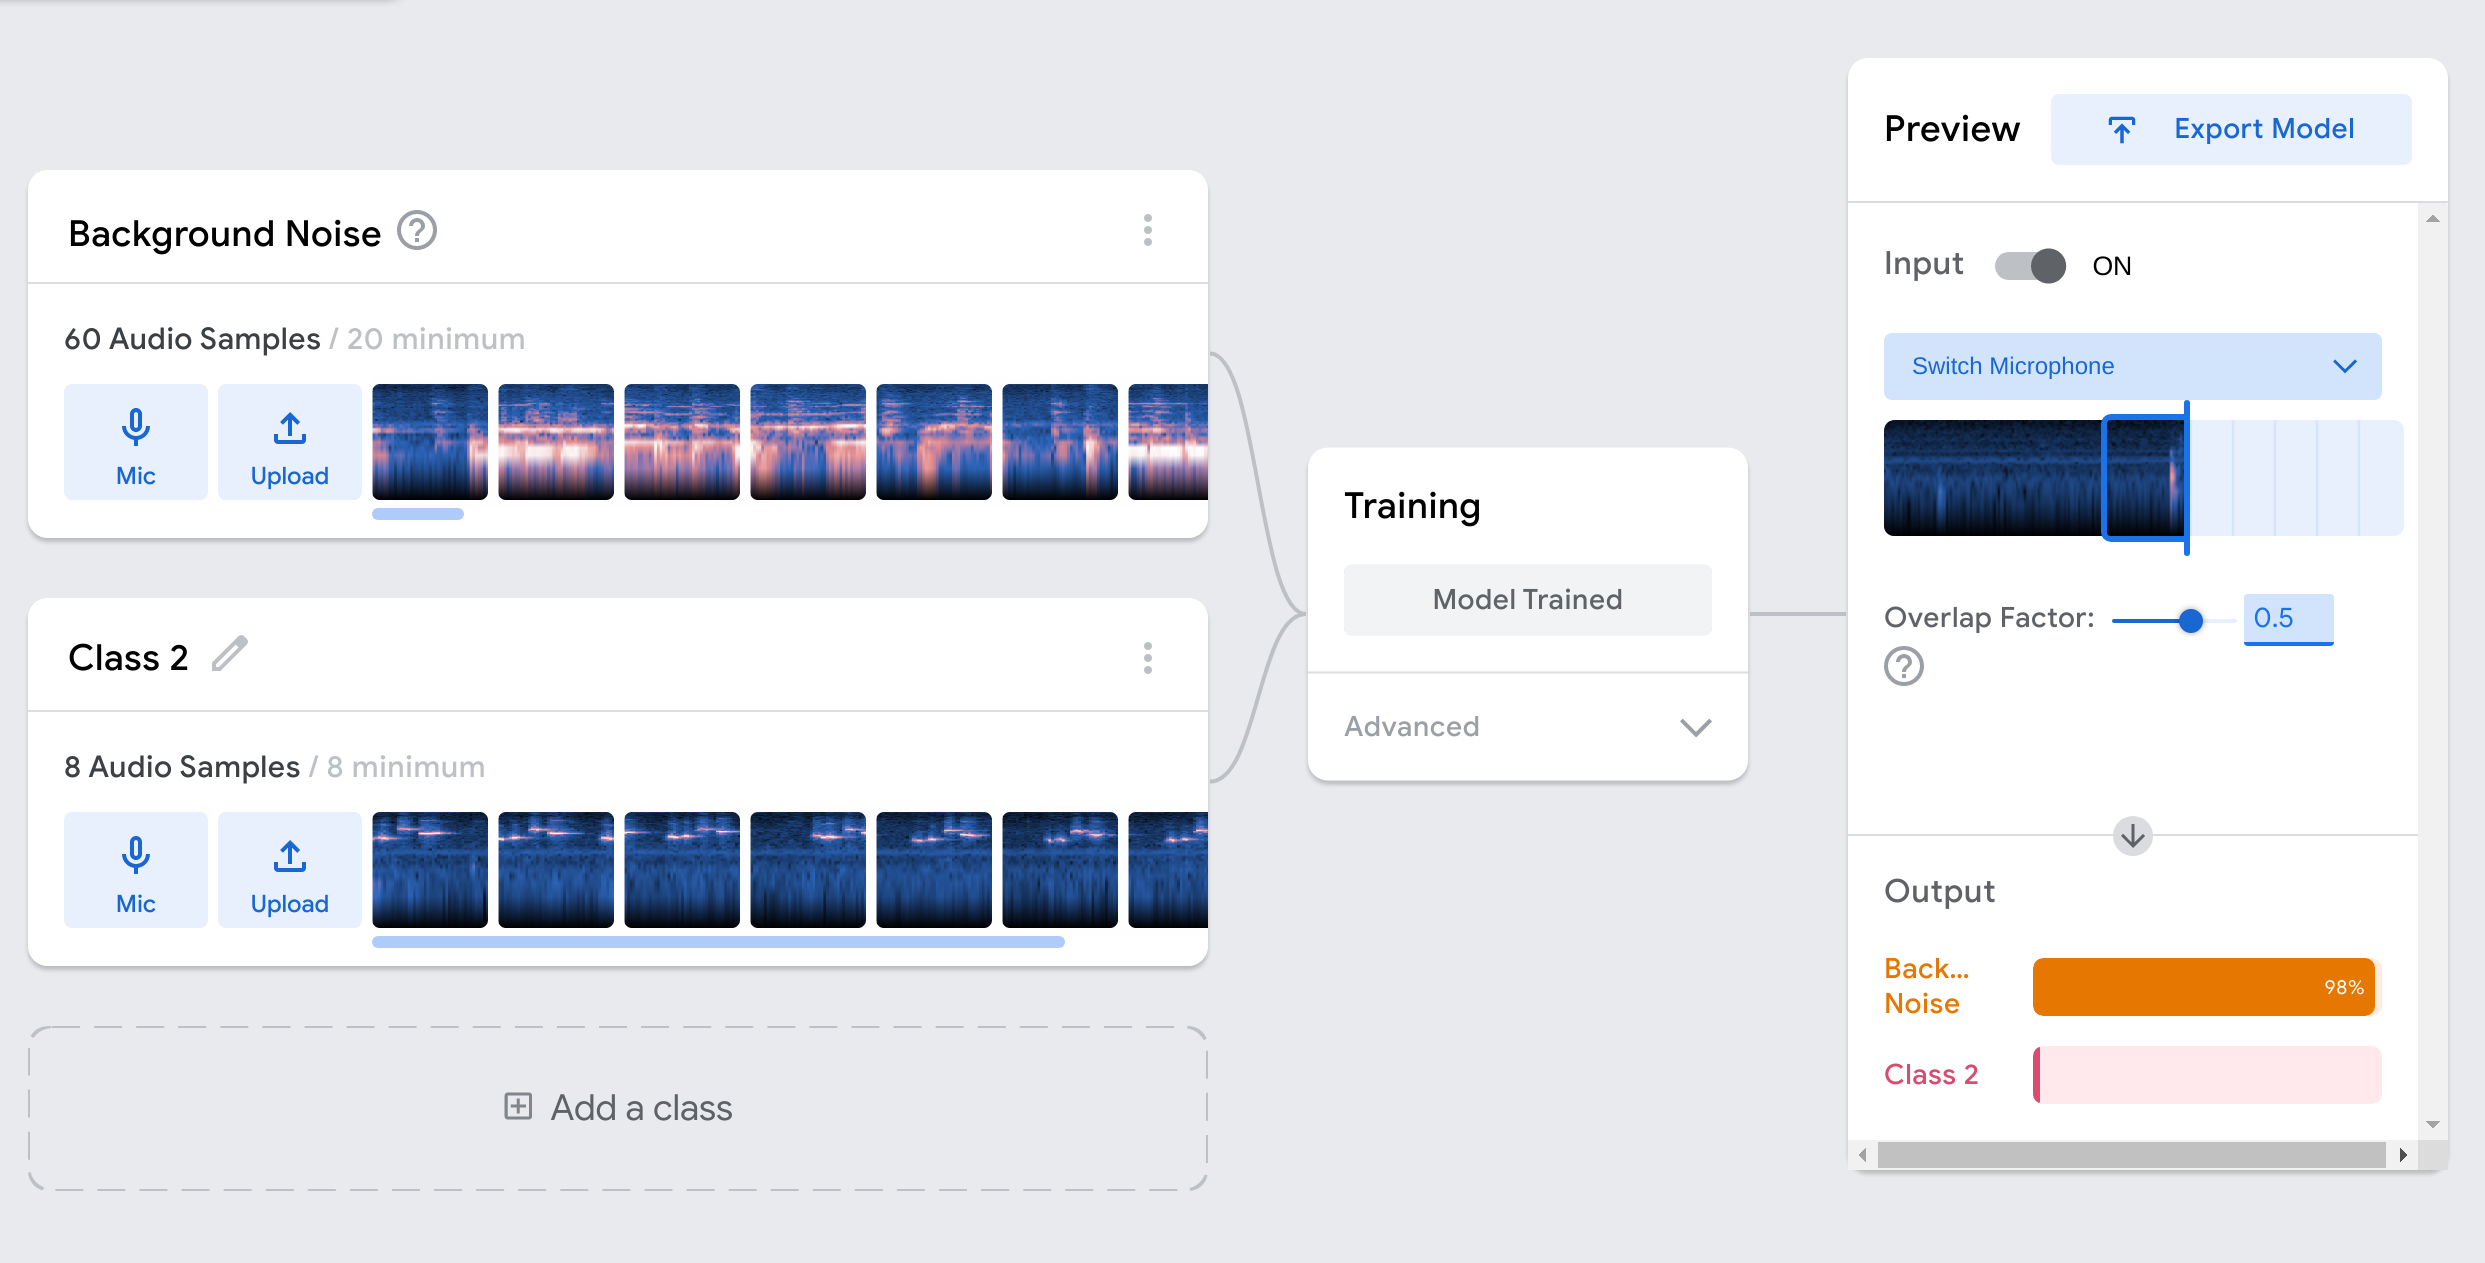 Background Noise
60 Audio Samples / 20 minimum
Mic
Upload
Class 2
8 Audio Samples / 8 minimum
Mic
Upload
Add a class
Training
Model Trained
Advanced
Preview
Export Model
Input
ON
Switch Microphone
Overlap Factor:
0.5
Output
Back...
Noise
98%
Class 2